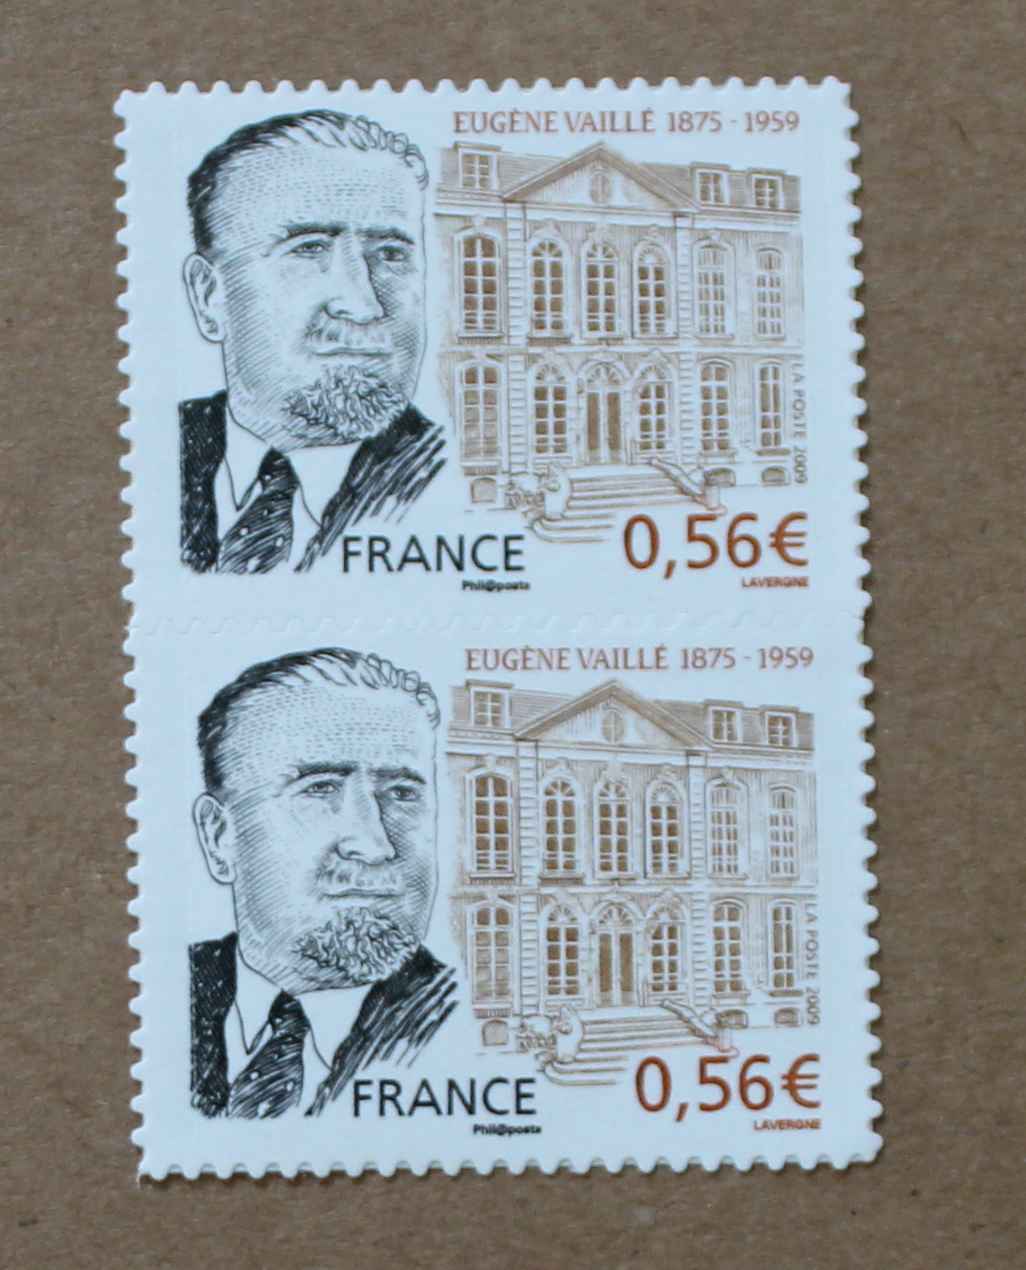 EUGÈNE VAILLÉ 1875 - 1959
LA POSTE 2009
FRANCE 0,56€
Phil@poste LAVERGNE
EUGÈNE VAILLÉ 1875 - 1959
LA POSTE 2009
FRANCE 0,56€
Phil@poste LAVERGNE